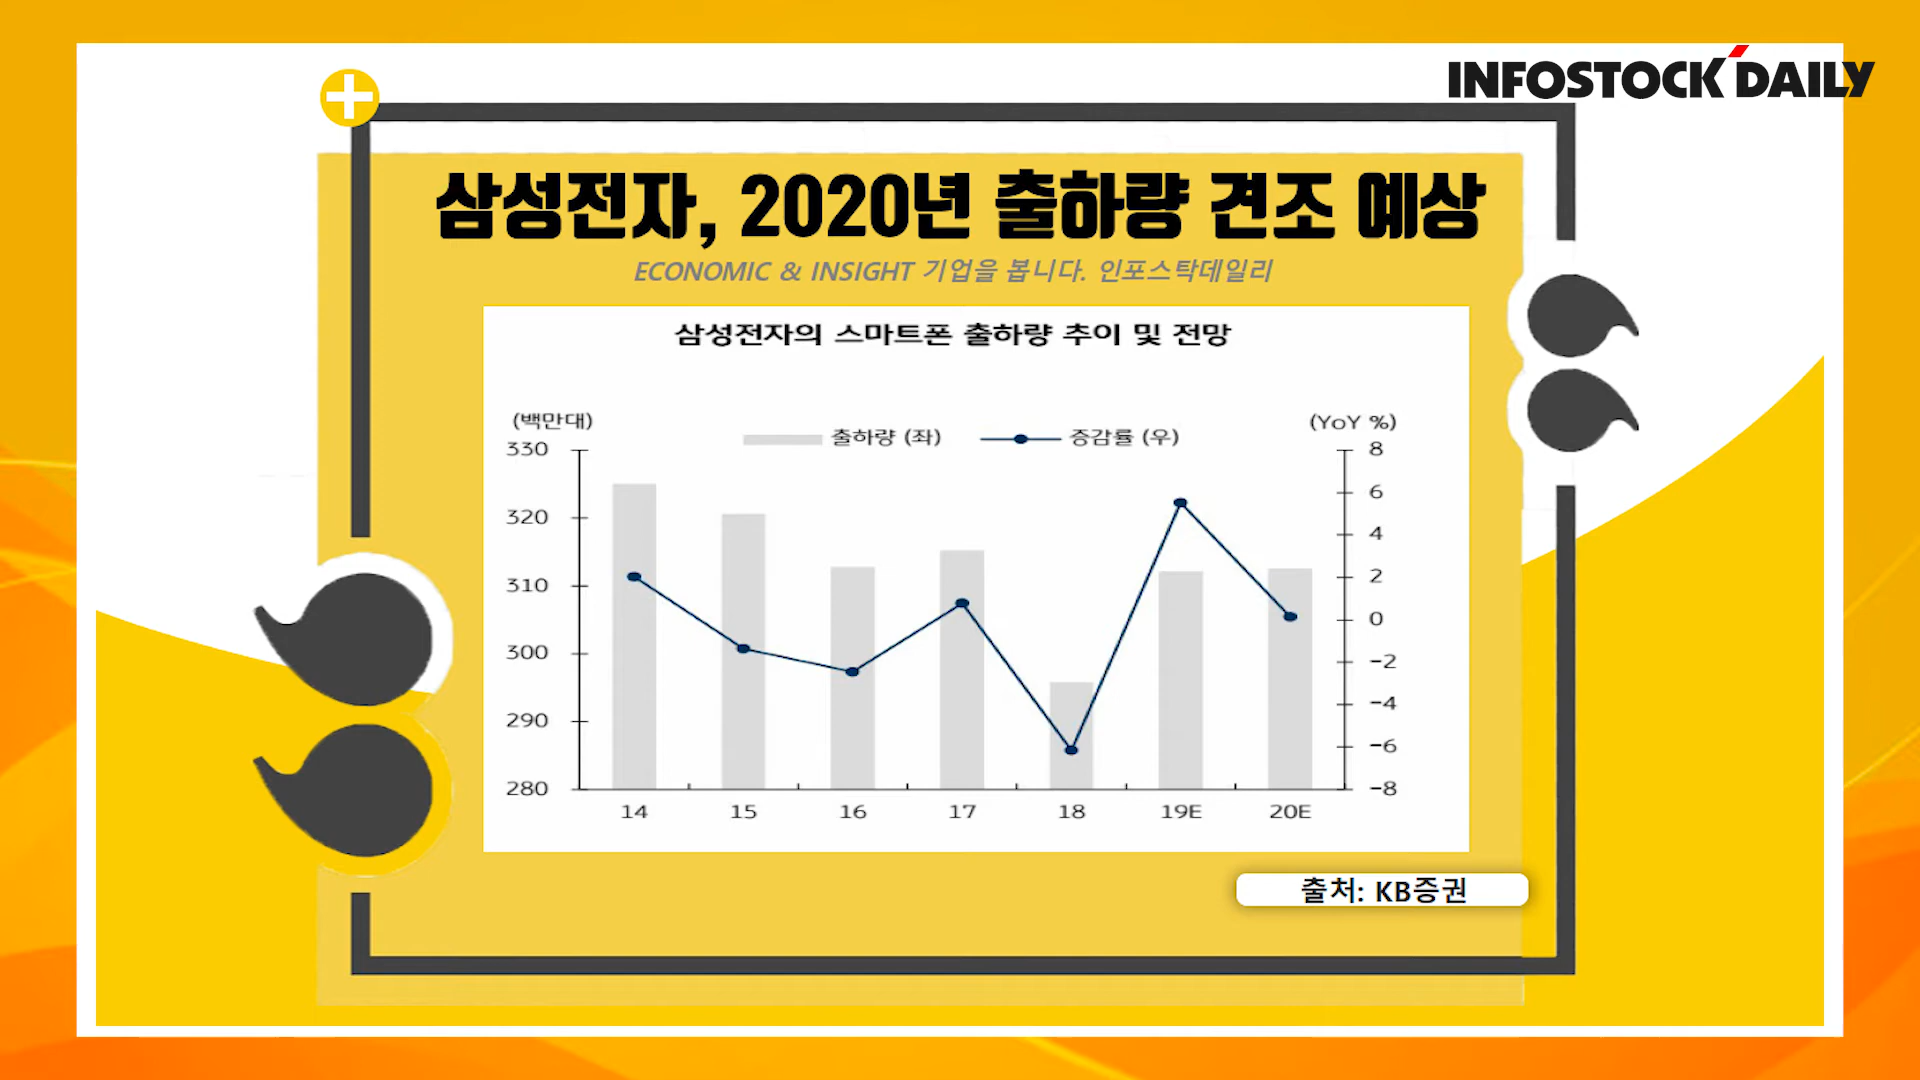 INFOSTOCK DAILY
삼성전자, 2020년 출하량 견조 예상
ECONOMIC & INSIGHT 기업을 봅니다. 인포스탁데일리
삼성전자의 스마트폰 출하량 추이 및 전망
(백만대)
(YoY %)
출하량 (좌)
증감률 (우)
330
320
310
300
290
280
8
6
4
2
0
-2
-4
-6
-8
14 15 16 17 18 19E 20E
출처: KB증권